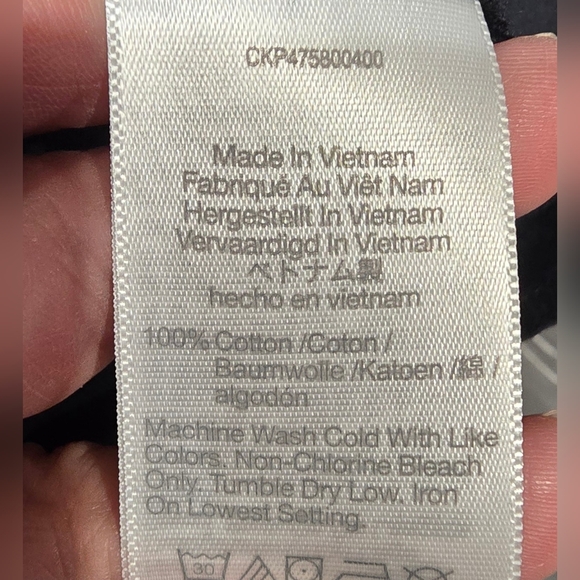 CKP475800400
Made In Vietnam
Fabriqué Au Viêt Nam
Hergestellt In Vietnam
Vervaardigd In Vietnam
ベトナム製
hecho en vietnam
100% Cotton /Coton /
Baumwolle /Katoen /綿 /
algodón
Machine Wash Cold With Like
Colors. Non-Chlorine Bleach
Only. Tumble Dry Low. Iron
On Lowest Setting.
30